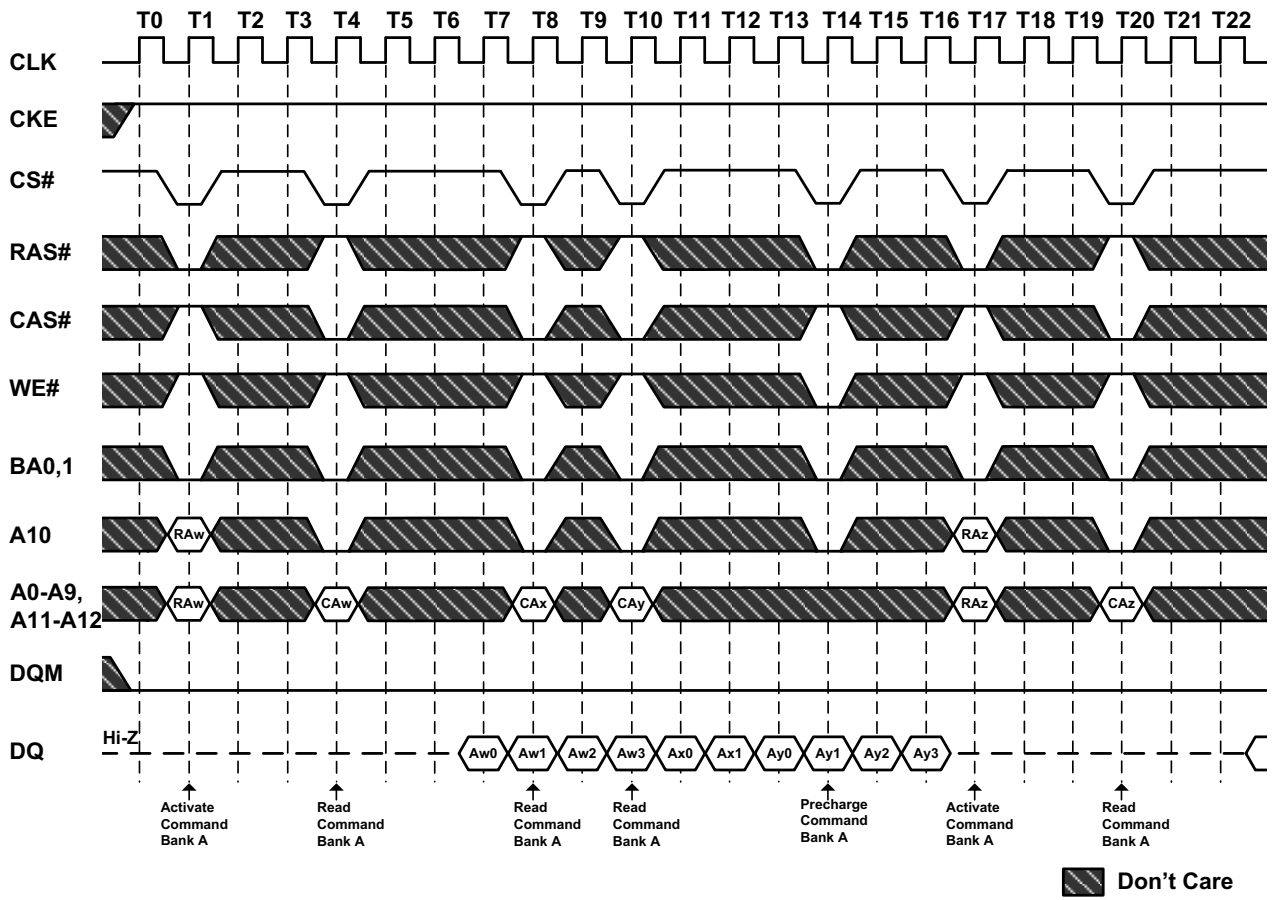 T0 T1 T2 T3 T4 T5 T6 T7 T8 T9 T10 T11 T12 T13 T14 T15 T16 T17 T18 T19 T20 T21 T22
CLK
CKE
CS#
RAS#
CAS#
WE#
BA0,1
A10 RAw RAz
A0-A9,
A11-A12 RAw CAw CAx CAy RAz CAz
DQM
DQ Hi-Z Aw0 Aw1 Aw2 Aw3 Ax0 Ax1 Ay0 Ay1 Ay2 Ay3
Activate
Command
Bank A
Read
Command
Bank A
Read
Command
Bank A
Read
Command
Bank A
Precharge
Command
Bank A
Activate
Command
Bank A
Read
Command
Bank A
Don't Care